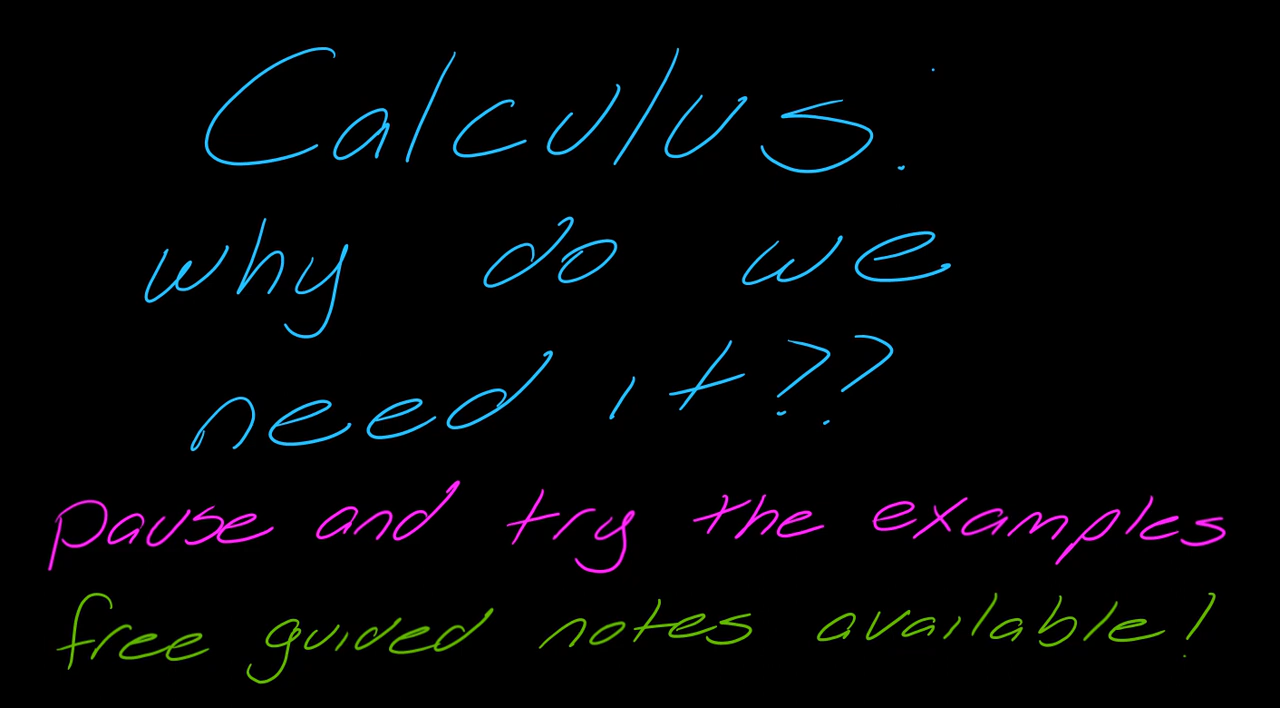 Calculus:
why do we
need it??
pause and try the examples
free guided notes available!